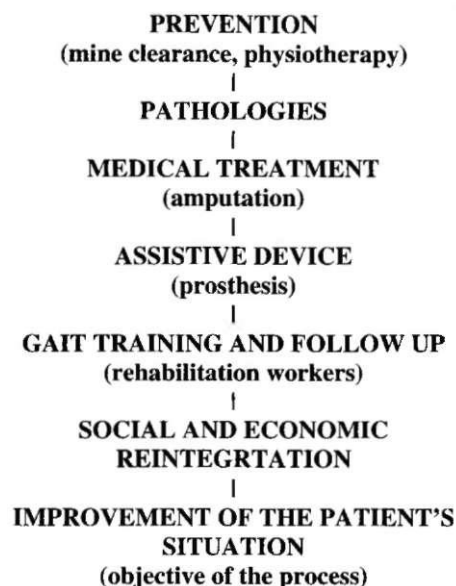 PREVENTION
(mine clearance, physiotherapy)
PATHOLOGIES
MEDICAL TREATMENT
(amputation)
ASSISTIVE DEVICE
(prosthesis)
GAIT TRAINING AND FOLLOW UP
(rehabilitation workers)
SOCIAL AND ECONOMIC
REINTEGRTATION
IMPROVEMENT OF THE PATIENT'S
SITUATION
(objective of the process)